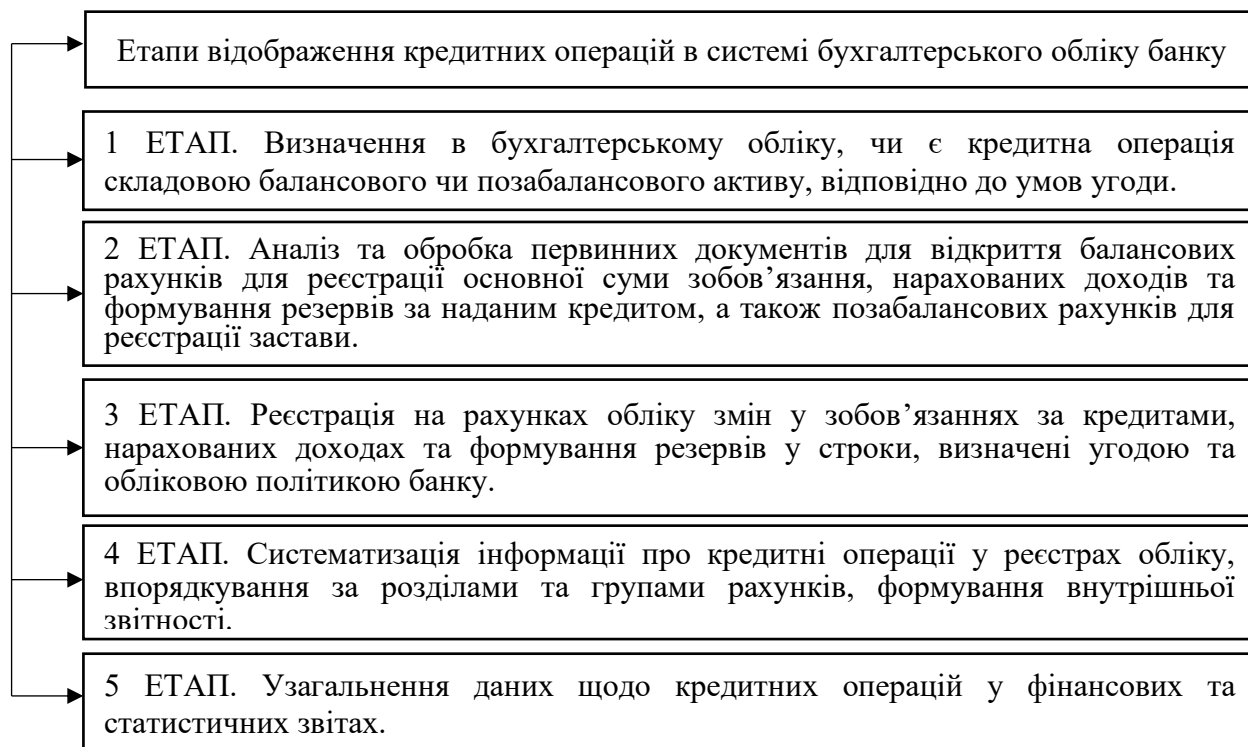 Етапи відображення кредитних операцій в системі бухгалтерського обліку банку
1 ЕТАП. Визначення в бухгалтерському обліку, чи є кредитна операція
складовою балансового чи позабалансового активу, відповідно до умов угоди.
2 ЕТАП. Аналіз та обробка первинних документів для відкриття балансових
рахунків для реєстрації основної суми зобов’язання, нарахованих доходів та
формування резервів за наданим кредитом, а також позабалансових рахунків для
реєстрації застави.
3 ЕТАП. Реєстрація на рахунках обліку змін у зобов’язаннях за кредитами,
нарахованих доходах та формування резервів у строки, визначені угодою та
обліковою політикою банку.
4 ЕТАП. Систематизація інформації про кредитні операції у реєстрах обліку,
впорядкування за розділами та групами рахунків, формування внутрішньої
звітності.
5 ЕТАП. Узагальнення даних щодо кредитних операцій у фінансових та
статистичних звітах.